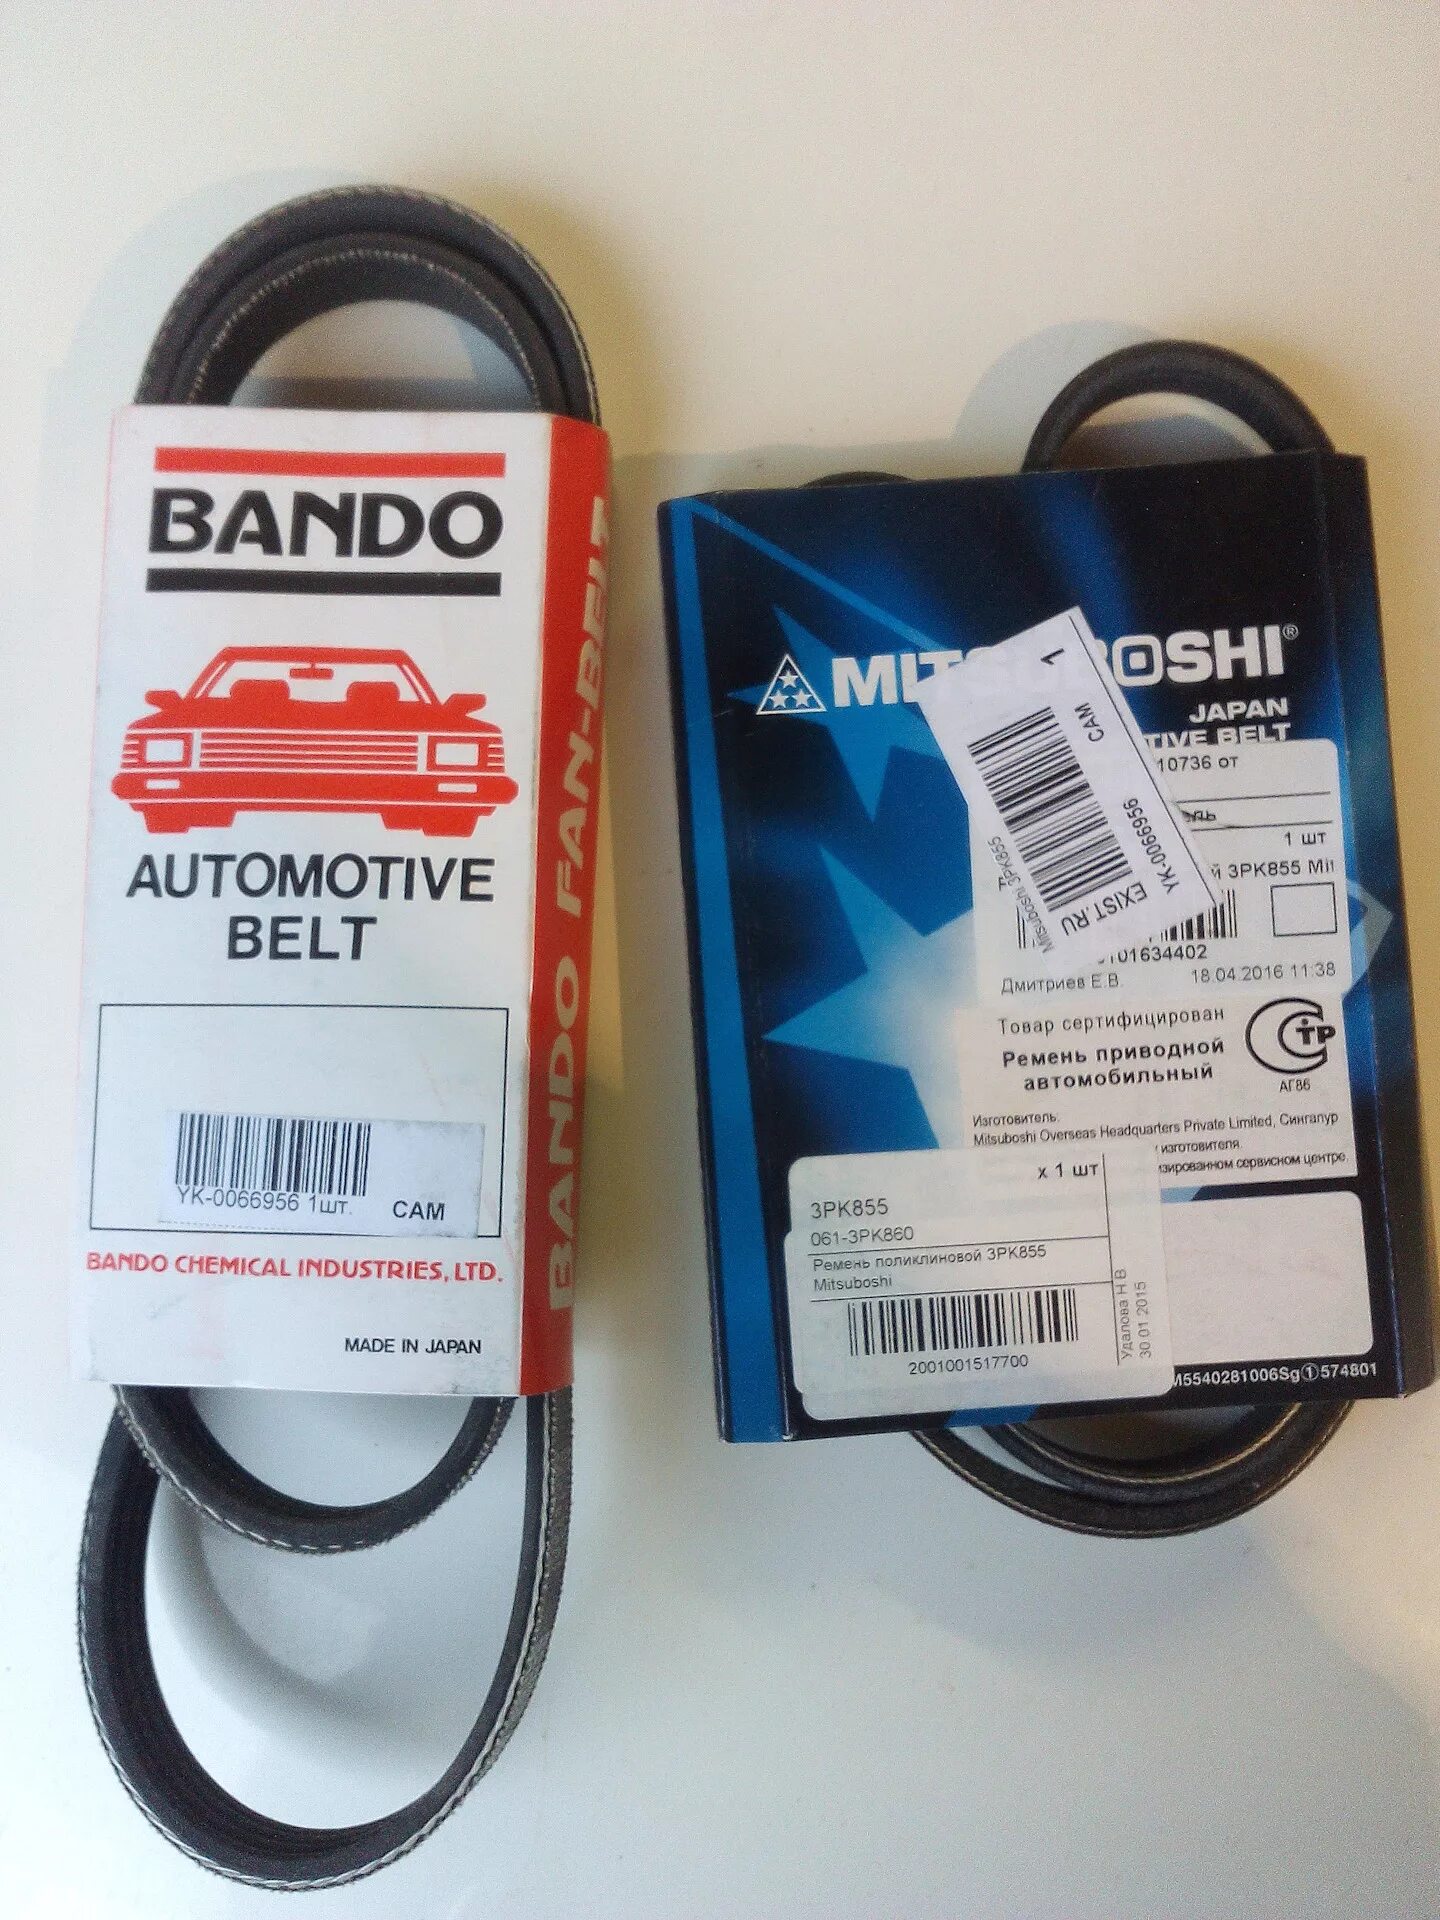 BANDO
AUTOMOTIVE
BELT
YK-0066956 1шт.
CAM
BANDO CHEMICAL INDUSTRIES, LTD.
MADE IN JAPAN
BANDO FAN-BELT
MITSUBOSHI®
JAPAN
TIVE BELT
1
CAM
YK-0066956
EXIST.RU
Mitsuboshi 3PK855
10736 от
1 шт
й 3PK855 Mit
101634402
Дмитриев Е.В.
18.04.2016 11:38
Товар сертифицирован
Ремень приводной
автомобильный
АГ86
Изготовитель:
Mitsuboshi Overseas Headquarters Private Limited, Сингапур
изготовителя.
изированном сервисном центре.
х 1 шт
3PK855
061-3PK860
Ремень поликлиновой 3PK855
Mitsuboshi
2001001517700
Удалова Н В
30 01 2015
M5540281006Sg①574801